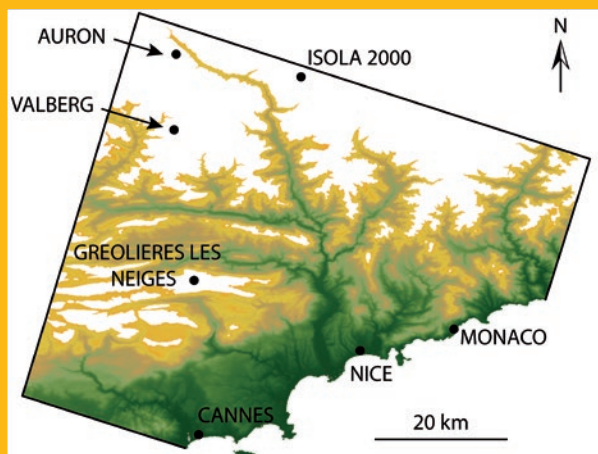 AURON
N
ISOLA 2000
VALBERG
GREOLIERES LES
NEIGES
MONACO
NICE
CANNES
20 km